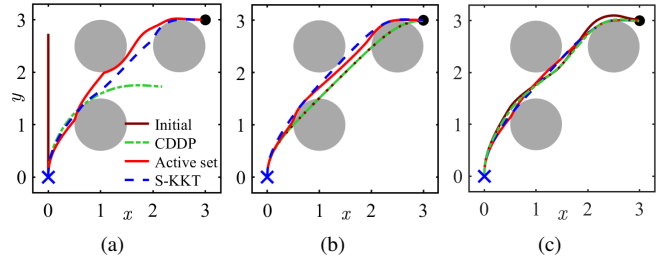 (a)
3
2
y
1
0
Initial
CDDP
Active set
S-KKT
0 1 x 2 3
(b)
3
2
1
0
0 1 x 2 3
(c)
3
2
1
0
0 1 x 2 3